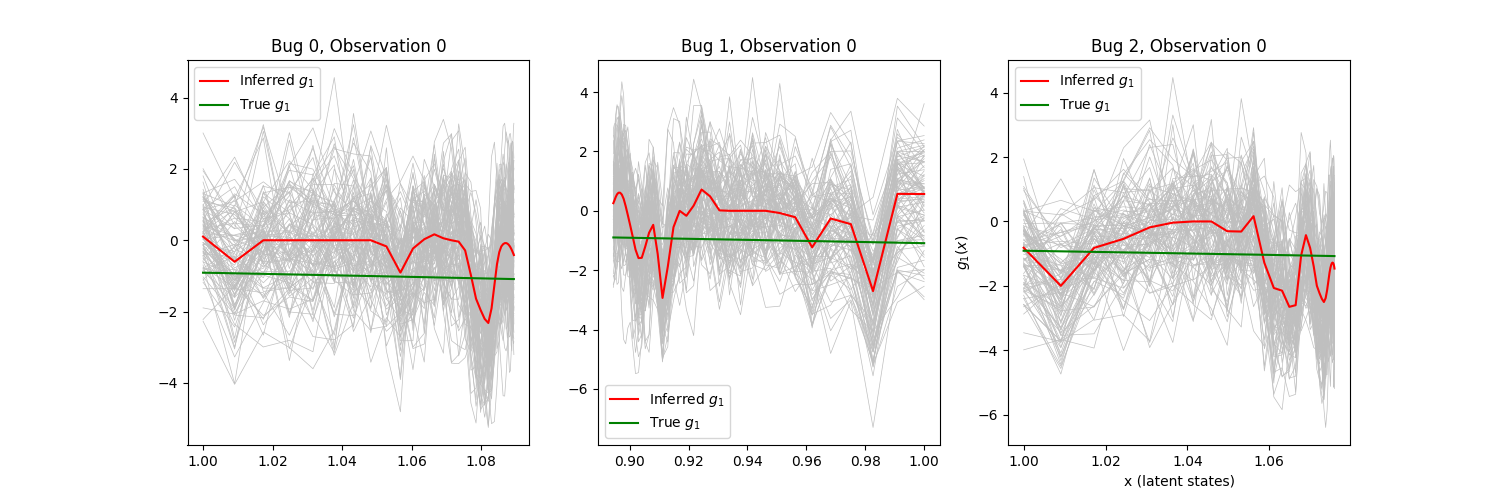 Bug 0, Observation 0
Inferred g₁
True g₁
4
2
0
−2
−4
1.00 1.02 1.04 1.06 1.08
Bug 1, Observation 0
4
2
0
−2
−4
−6
Inferred g₁
True g₁
0.90 0.92 0.94 0.96 0.98 1.00
Bug 2, Observation 0
Inferred g₁
True g₁
g₁(x)
4
2
0
−2
−4
−6
1.00 1.02 1.04 1.06
x (latent states)